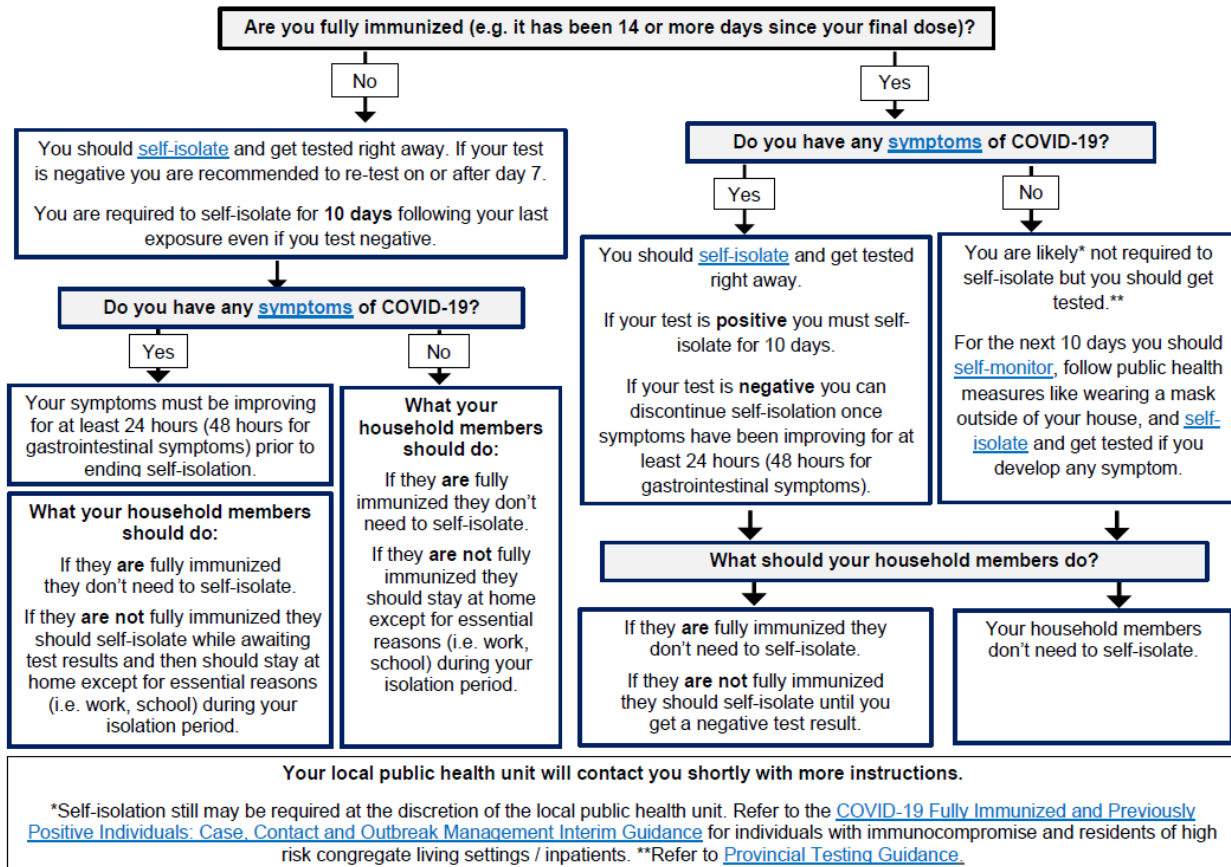 Are you fully immunized (e.g. it has been 14 or more days since your final dose)?
No
You should self-isolate and get tested right away. If your test
is negative you are recommended to re-test on or after day 7.
You are required to self-isolate for 10 days following your last
exposure even if you test negative.
Do you have any symptoms of COVID-19?
Yes
Your symptoms must be improving
for at least 24 hours (48 hours for
gastrointestinal symptoms) prior to
ending self-isolation.
What your household members
should do:
If they are fully immunized
they don't need to self-isolate.
If they are not fully immunized they
should self-isolate while awaiting
test results and then should stay at
home except for essential reasons
(i.e. work, school) during your
isolation period.
No
What your
household members
should do:
If they are fully
immunized they don't
need to self-isolate.
If they are not fully
immunized they
should stay at home
except for essential
reasons (i.e. work,
school) during your
isolation period.
Yes
Do you have any symptoms of COVID-19?
Yes
You should self-isolate and get tested
right away.
If your test is positive you must self-
isolate for 10 days.
If your test is negative you can
discontinue self-isolation once
symptoms have been improving for at
least 24 hours (48 hours for
gastrointestinal symptoms).
No
You are likely* not required to
self-isolate but you should get
tested.**
For the next 10 days you should
self-monitor, follow public health
measures like wearing a mask
outside of your house, and self-
isolate and get tested if you
develop any symptom.
What should your household members do?
If they are fully immunized they
don't need to self-isolate.
If they are not fully immunized
they should self-isolate until you
get a negative test result.
Your household members
don't need to self-isolate.
Your local public health unit will contact you shortly with more instructions.
*Self-isolation still may be required at the discretion of the local public health unit. Refer to the COVID-19 Fully Immunized and Previously
Positive Individuals: Case, Contact and Outbreak Management Interim Guidance for individuals with immunocompromise and residents of high
risk congregate living settings / inpatients. **Refer to Provincial Testing Guidance.